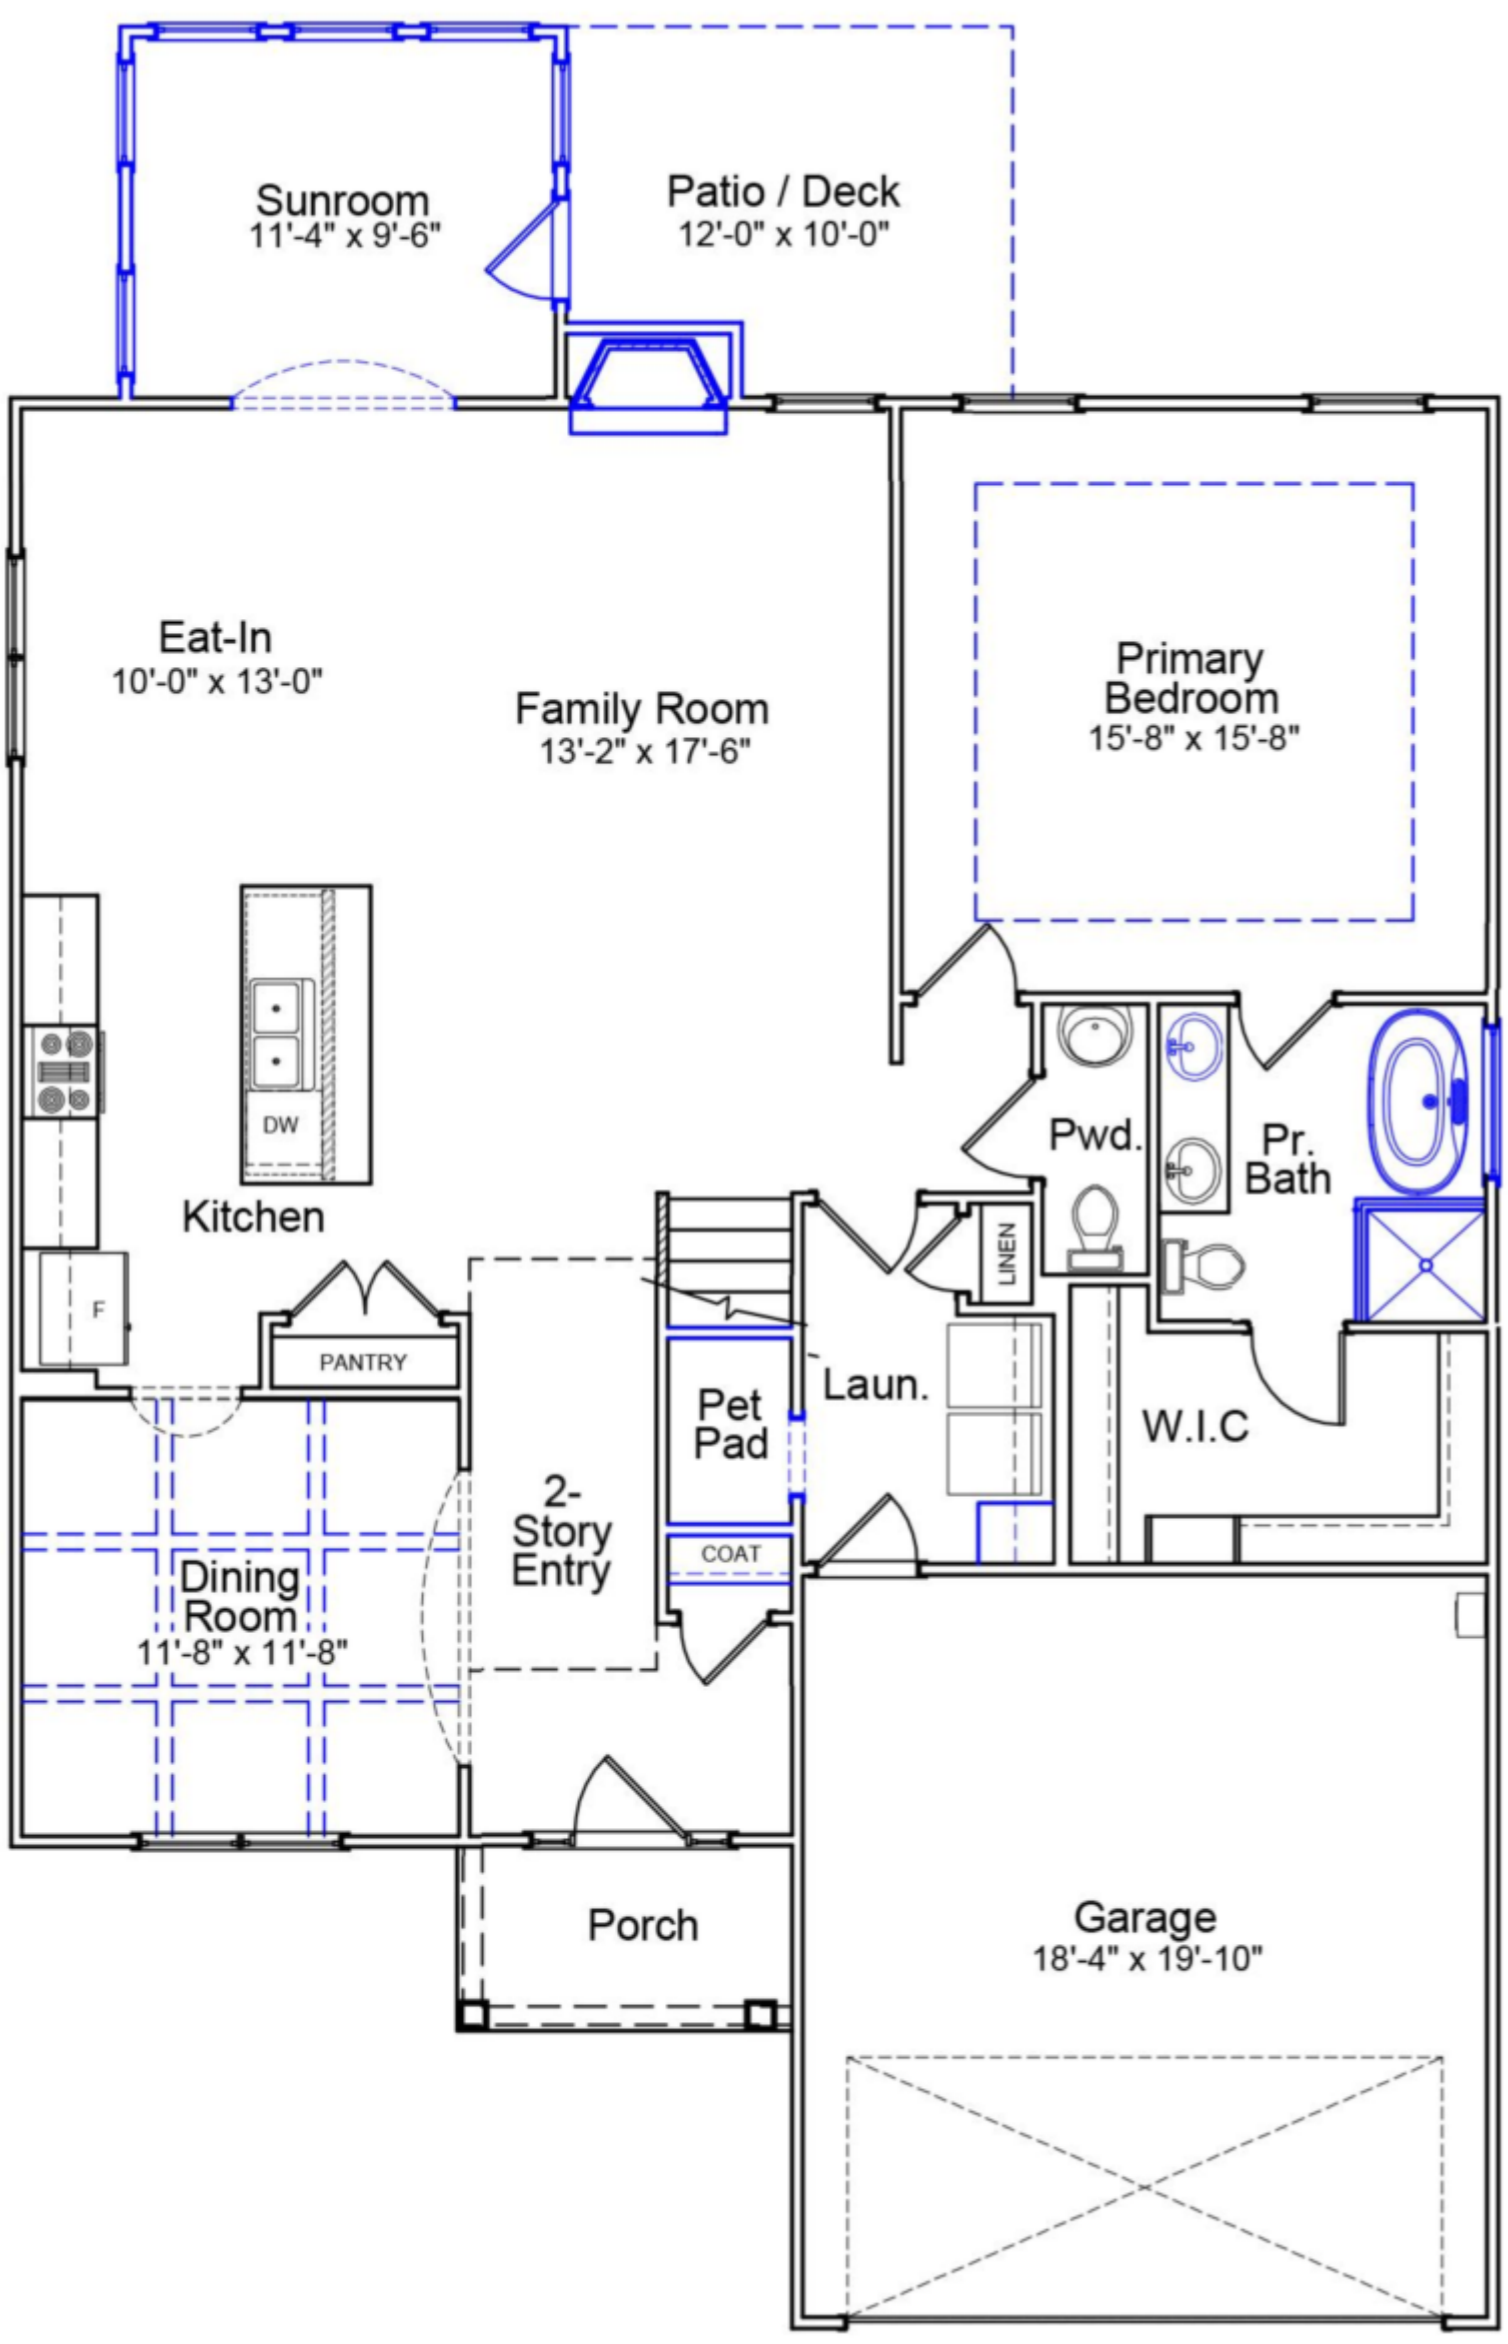 Sunroom
11'-4" x 9'-6"
Patio / Deck
12'-0" x 10'-0"
Eat-In
10'-0" x 13'-0"
Family Room
13'-2" x 17'-6"
Primary
Bedroom
15'-8" x 15'-8"
DW
Kitchen
F
PANTRY
Pwd.
Pr.
Bath
LINEN
Pet
Pad
Laun.
W.I.C
2-
Story
Entry
COAT
Dining
Room
11'-8" x 11'-8"
Porch
Garage
18'-4" x 19'-10"